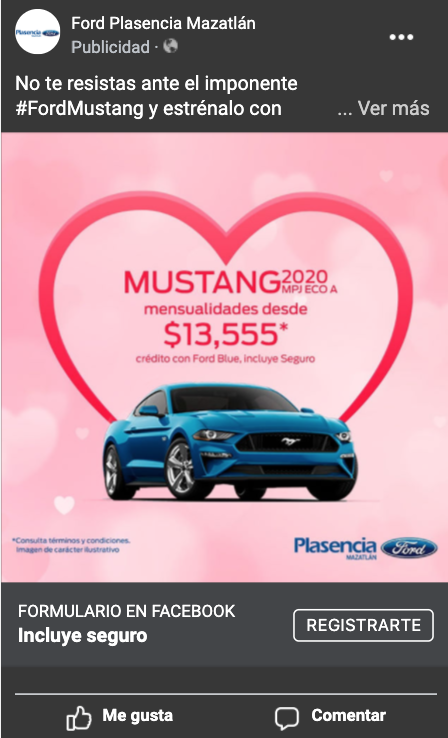 Ford Plasencia Mazatlán
Publicidad ·
No te resistas ante el imponente
#FordMustang y estrénalo con ... Ver más
MUSTANG 2020
MPJ ECO A
mensualidades desde
$13,555*
crédito con Ford Blue, incluye Seguro
*Consulta términos y condiciones.
Imagen de carácter ilustrativo
Plasencia Ford
MAZATLÁN
FORMULARIO EN FACEBOOK
Incluye seguro
REGISTRARTE
Me gusta
Comentar